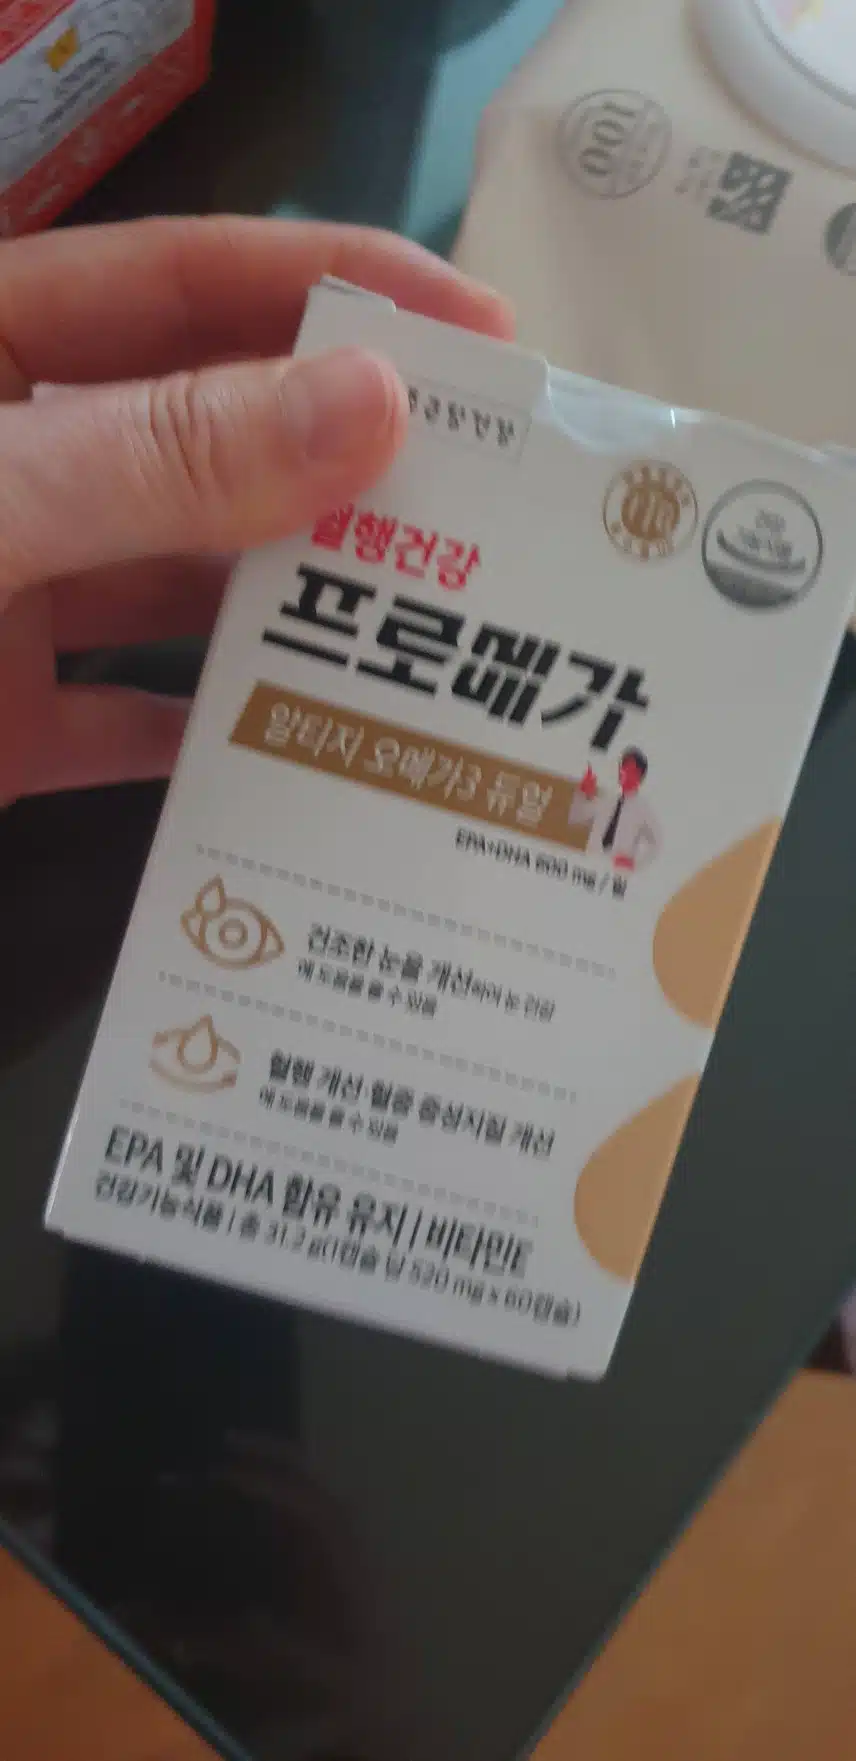 100
혈행건강
프로메가
알티지 오메가3 듀얼
EPA+DHA 600 mg / 일
건조한 눈을 개선하여 눈 건강
에 도움을 줄 수 있음
혈행 개선·혈중 중성지질 개선
에 도움을 줄 수 있음
EPA 및 DHA 함유 유지 | 비타민E
건강기능식품 | 총 31.2 g(1캡슐 당 520 mg x 60캡슐)